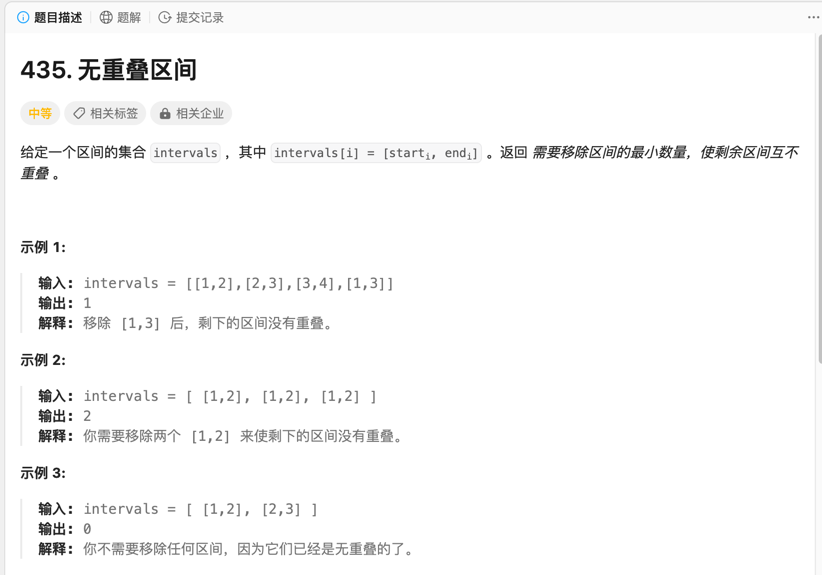 题目描述 题解 提交记录 ...
435. 无重叠区间
中等 相关标签 相关企业
给定一个区间的集合 intervals ，其中 intervals[i] = [starti, endi] 。返回 需要移除区间的最小数量，使剩余区间互不
重叠 。
示例 1:
输入: intervals = [[1,2],[2,3],[3,4],[1,3]]
输出: 1
解释: 移除 [1,3] 后，剩下的区间没有重叠。
示例 2:
输入: intervals = [ [1,2], [1,2], [1,2] ]
输出: 2
解释: 你需要移除两个 [1,2] 来使剩下的区间没有重叠。
示例 3:
输入: intervals = [ [1,2], [2,3] ]
输出: 0
解释: 你不需要移除任何区间，因为它们已经是无重叠的了。